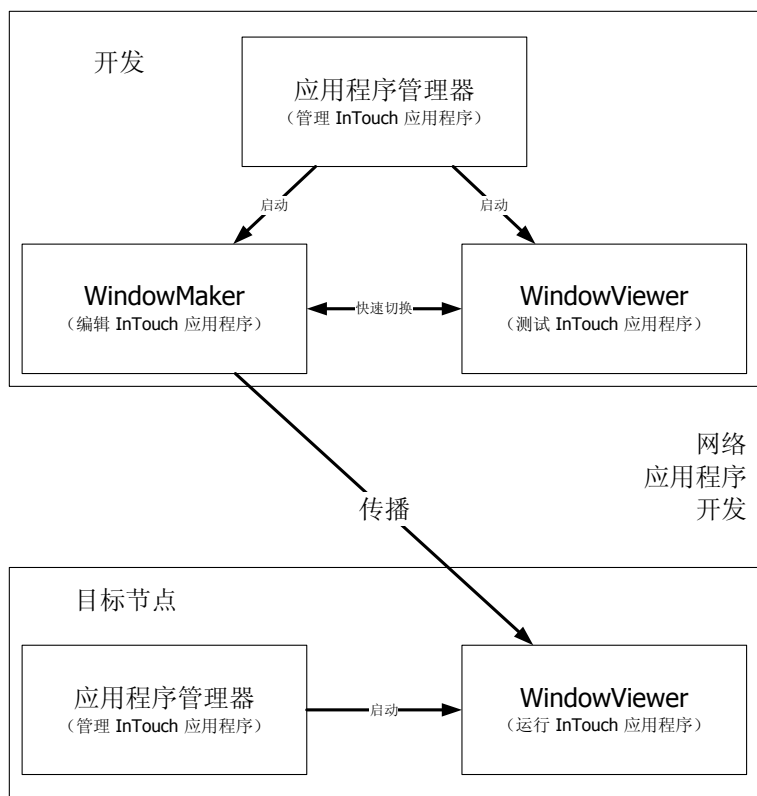 开发
应用程序管理器
（管理 InTouch 应用程序）
启动
启动
WindowMaker
（编辑 InTouch 应用程序）
快速切换
WindowViewer
（测试 InTouch 应用程序）
网络
应用程序
开发
传播
目标节点
应用程序管理器
（管理 InTouch 应用程序）
启动
WindowViewer
（运行 InTouch 应用程序）